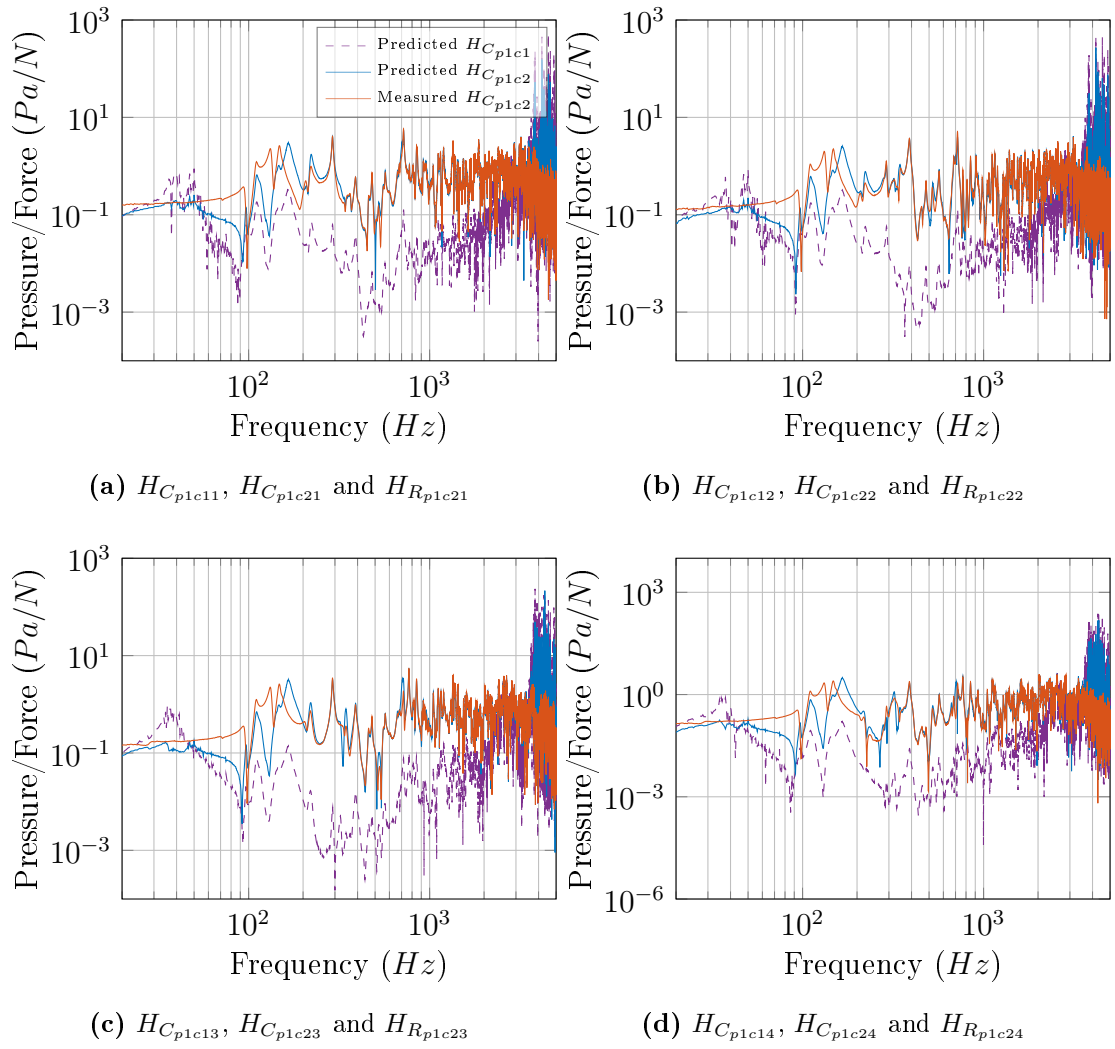 10^3
10^1
10^{-1}
10^{-3}
Pressure/Force (Pa/N)
Predicted H_{C_{p1c1}}
Predicted H_{C_{p1c2}}
Measured H_{C_{p1c2}}
10^2 10^3
Frequency (Hz)
(a) H_{C_{p1c11}}, H_{C_{p1c21}} and H_{R_{p1c21}}
10^3
10^1
10^{-1}
10^{-3}
Pressure/Force (Pa/N)
10^2 10^3
Frequency (Hz)
(b) H_{C_{p1c12}}, H_{C_{p1c22}} and H_{R_{p1c22}}
10^3
10^1
10^{-1}
10^{-3}
Pressure/Force (Pa/N)
10^2 10^3
Frequency (Hz)
(c) H_{C_{p1c13}}, H_{C_{p1c23}} and H_{R_{p1c23}}
10^3
10^0
10^{-3}
10^{-6}
Pressure/Force (Pa/N)
10^2 10^3
Frequency (Hz)
(d) H_{C_{p1c14}}, H_{C_{p1c24}} and H_{R_{p1c24}}